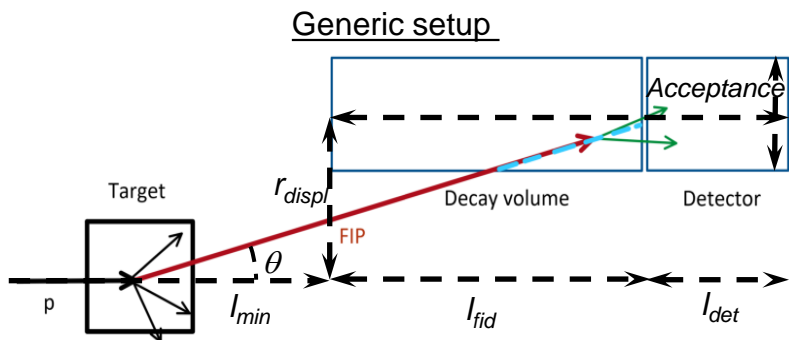 Generic setup
Acceptance
Target
r_displ
Decay volume
Detector
FIP
θ
p
l_min
l_fid
l_det